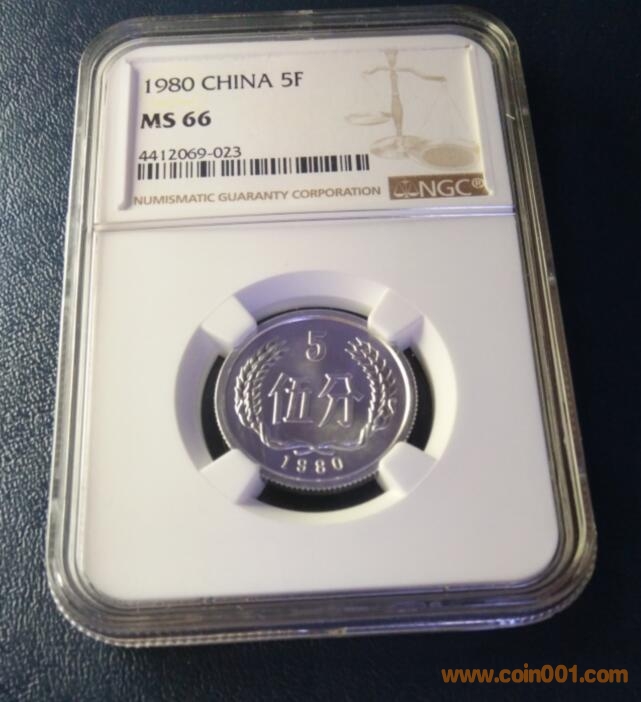 1980 CHINA 5F
MS 66
4412069-023
NUMISMATIC GUARANTY CORPORATION NGC®
5
伍分
1980
www.coin001.com